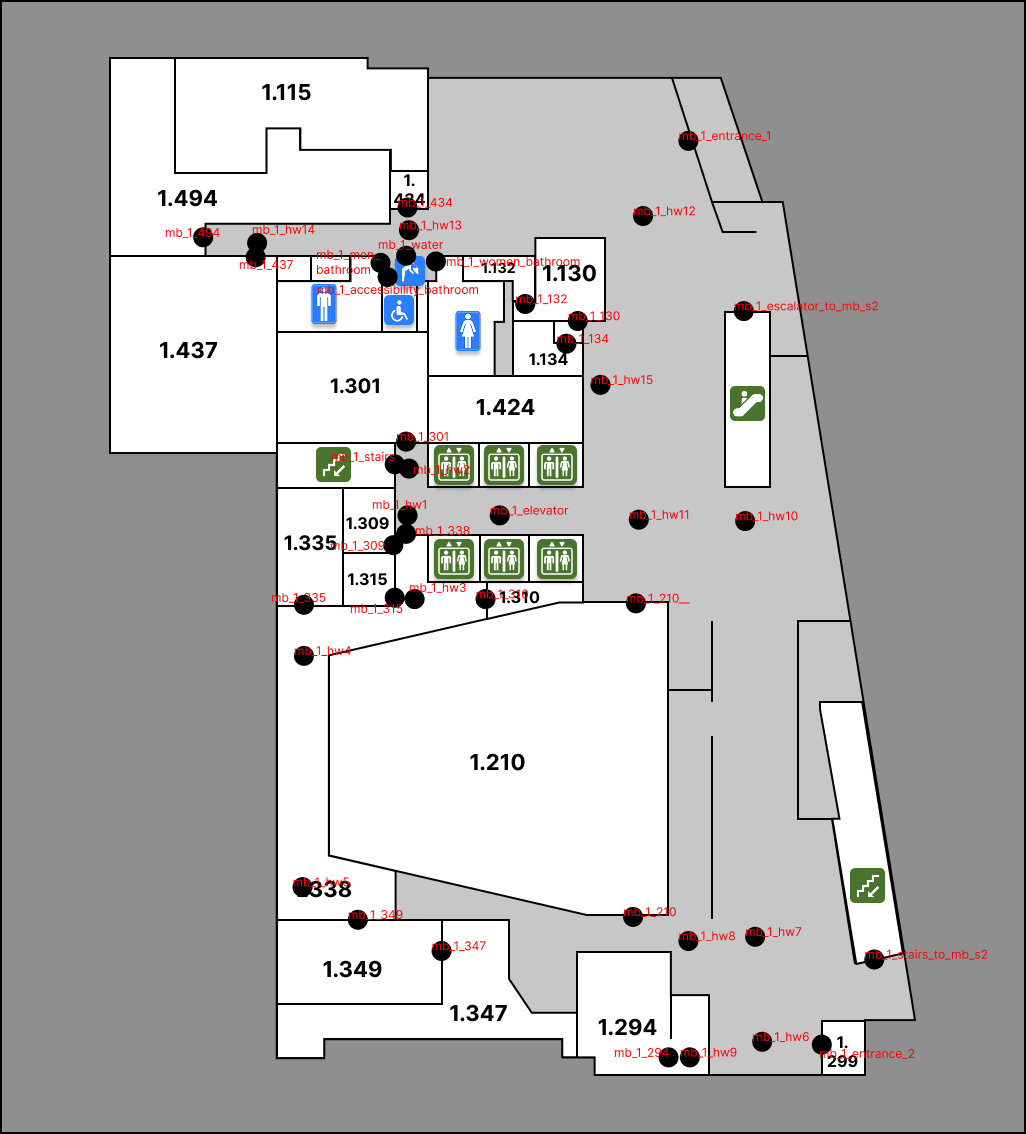 1.115
mb_1_entrance_1
1.
434
1.494
mb_1_434
mb_1_hw12
mb_1_hw13
mb_1_494
mb_1_hw14
mb_1_water
mb_1_men_
bathroom
mb_1_437
mb_1_women_bathroom
1.132
1.130
mb_1_accessibility_bathroom
mb_1_132
mb_1_escalator_to_mb_s2
mb_1_130
mb_1_134
1.437
1.134
1.301
mb_1_hw15
1.424
mb_1_301
mb_1_stairs
mb_1_hw2
mb_1_hw1
mb_1_elevator
mb_1_hw11
mb_1_hw10
1.309
mb_1_338
1.335
mb_1_309
1.315
mb_1_hw3
mb_1_335
mb_1_315
mb_1_310
1.310
mb_1_210__
mb_1_hw4
1.210
mb_1_hw5
1.338
mb_1_349
mb_1_210
mb_1_hw8
mb_1_hw7
mb_1_347
mb_1_stairs_to_mb_s2
1.349
1.347
1.294
mb_1_hw6
mb_1_294
mb_1_hw9
1.
299
mb_1_entrance_2